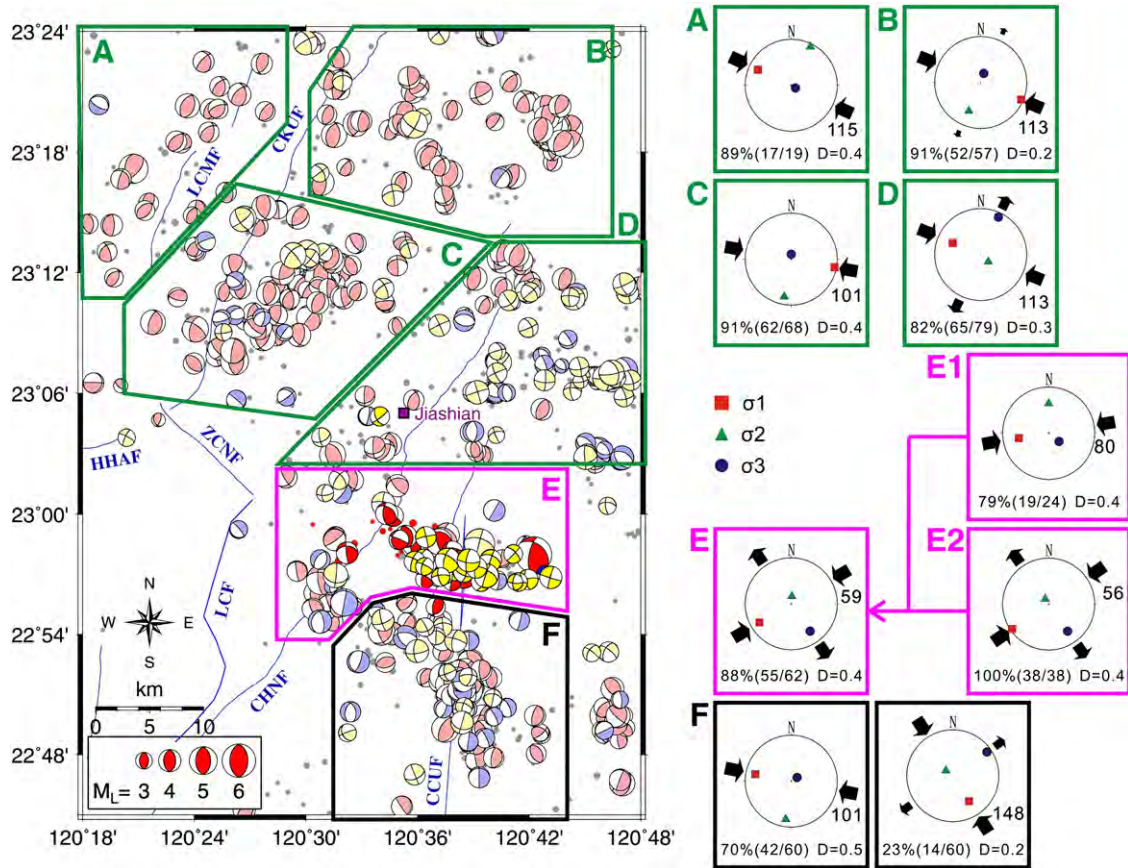 23°24'
23°18'
23°12'
23°06'
23°00'
22°54'
22°48'
120°18' 120°24' 120°30' 120°36' 120°42' 120°48'
A
B
C
D
E
F
LCMF
CKUF
HHAF
ZCNF
LCF
CHNF
CCUF
Jiashian
N
W E
S
km
0 5 10
ML= 3 4 5 6
A
N
115
89%(17/19) D=0.4
B
N
113
91%(52/57) D=0.2
C
N
101
91%(62/68) D=0.4
D
N
113
82%(65/79) D=0.3
σ1
σ2
σ3
E1
N
80
79%(19/24) D=0.4
E
N
59
88%(55/62) D=0.4
E2
N
56
100%(38/38) D=0.4
F
N
101
70%(42/60) D=0.5
N
148
23%(14/60) D=0.2